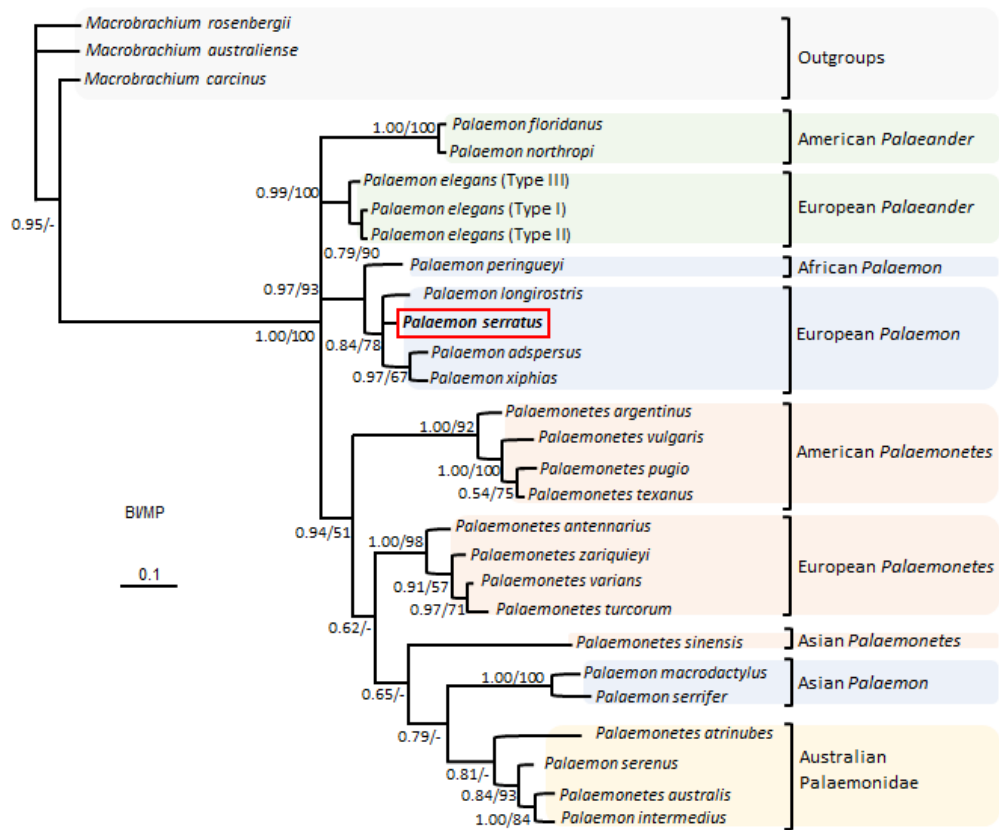 Macrobrachium rosenbergii
Macrobrachium australiense
Outgroups
Macrobrachium carcinus
1.00/100
Palaemon floridanus
American Palaeander
Palaemon northropi
0.99/100
Palaemon elegans (Type III)
Palaemon elegans (Type I)
European Palaeander
0.95/-
Palaemon elegans (Type II)
0.79/90
Palaemon peringueyi
African Palaemon
0.97/93
Palaemon longirostris
Palaemon serratus
European Palaemon
1.00/100
0.84/78
Palaemon adspersus
0.97/67
Palaemon xiphias
Palaemonetes argentinus
1.00/92
Palaemonetes vulgaris
American Palaemonetes
1.00/100
Palaemonetes pugio
0.54/75
Palaemonetes texanus
BI/MP
0.94/51
Palaemonetes antennarius
1.00/98
Palaemonetes zariquieyi
European Palaemonetes
0.1
0.91/57
Palaemonetes varians
0.97/71
Palaemonetes turcorum
0.62/-
Palaemonetes sinensis
Asian Palaemonetes
1.00/100
Palaemon macrodactylus
Asian Palaemon
0.65/-
Palaemon serrifer
0.79/-
Palaemonetes atrinubes
Australian
Palaemonidae
Palaemon serenus
0.81/-
0.84/93
Palaemonetes australis
1.00/84
Palaemon intermedius